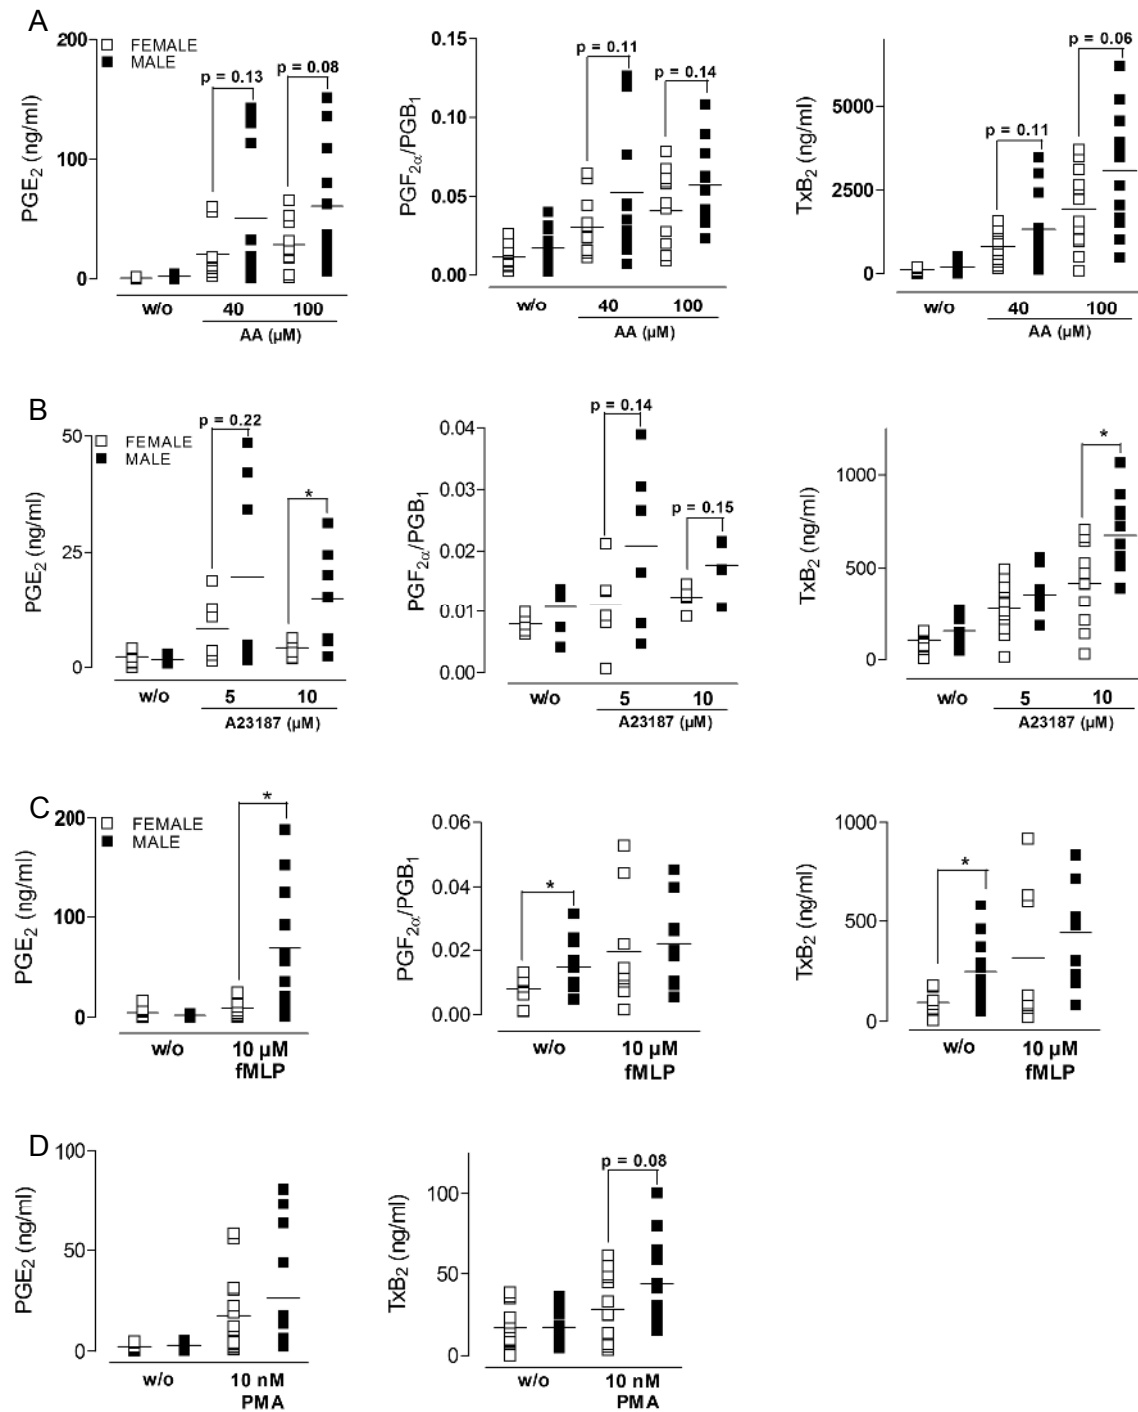 A
200
100
0
PGE2 (ng/ml)
FEMALE
MALE
p = 0.13
p = 0.08
w/o
40
100
AA (µM)
0.15
0.10
0.05
0.00
PGF2α/PGB1
p = 0.11
p = 0.14
w/o
40
100
AA (µM)
5000
2500
0
TxB2 (ng/ml)
p = 0.11
p = 0.06
w/o
40
100
AA (µM)
B
50
25
0
PGE2 (ng/ml)
FEMALE
MALE
p = 0.22
*
w/o
5
10
A23187 (µM)
0.04
0.03
0.02
0.01
0.00
PGF2α/PGB1
p = 0.14
p = 0.15
w/o
5
10
A23187 (µM)
1000
500
0
TxB2 (ng/ml)
*
w/o
5
10
A23187 (µM)
C
200
100
0
PGE2 (ng/ml)
FEMALE
MALE
*
w/o
10 µM
fMLP
0.06
0.04
0.02
0.00
PGF2α/PGB1
*
w/o
10 µM
fMLP
1000
500
0
TxB2 (ng/ml)
*
w/o
10 µM
fMLP
D
100
50
0
PGE2 (ng/ml)
w/o
10 nM
PMA
100
50
0
TxB2 (ng/ml)
p = 0.08
w/o
10 nM
PMA